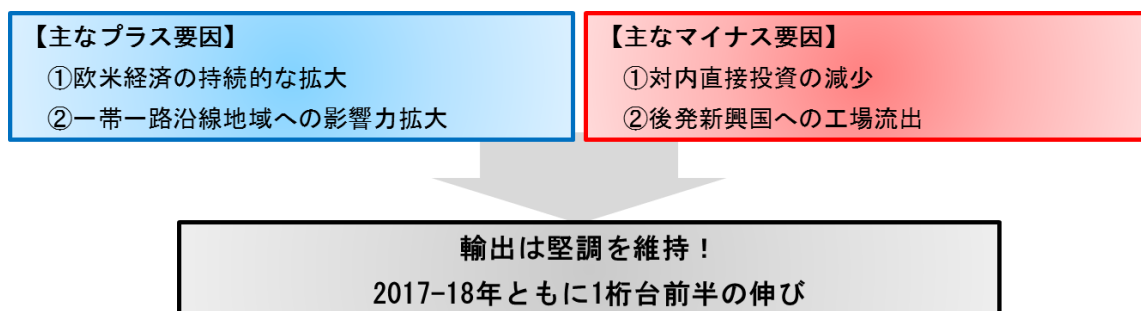 【主なプラス要因】
①欧米経済の持続的な拡大
②一帯一路沿線地域への影響力拡大
【主なマイナス要因】
①対内直接投資の減少
②後発新興国への工場流出
輸出は堅調を維持！
2017-18年ともに1桁台前半の伸び